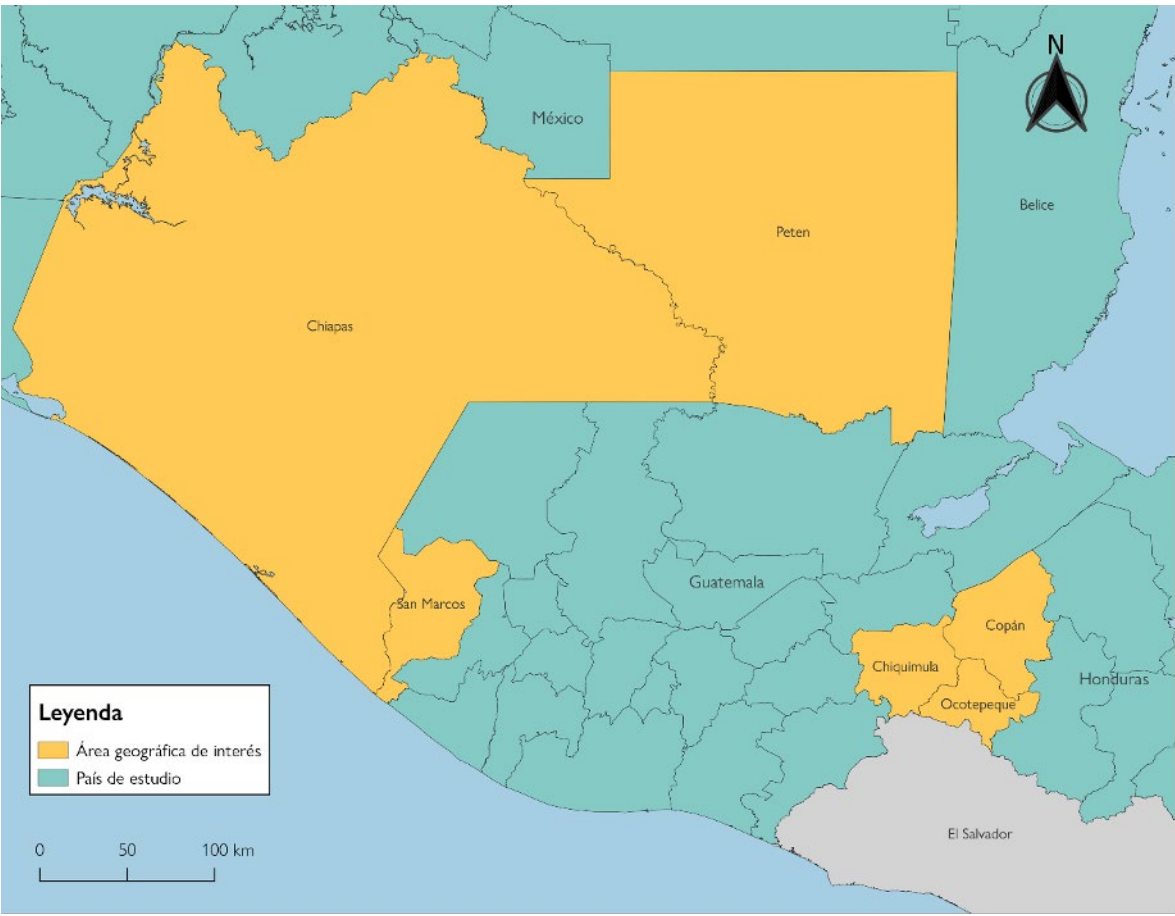 N
México
Belice
Peten
Chiapas
Guatemala
San Marcos
Copán
Chiquimula
Honduras
Ocotepeque
Leyenda
Área geográfica de interés
País de estudio
El Salvador
0 50 100 km